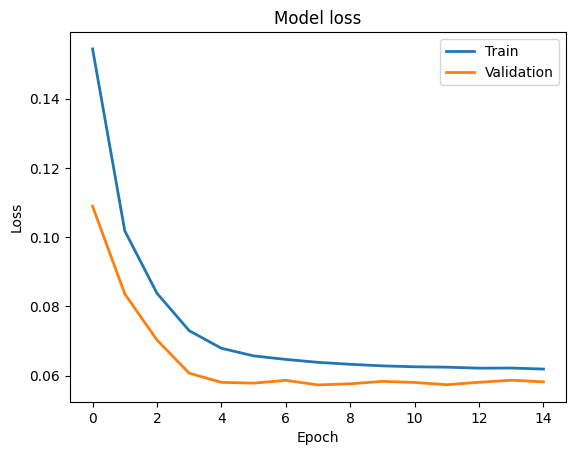 Model loss
Train
Validation
0.14
0.12
0.10
0.08
0.06
Loss
0 2 4 6 8 10 12 14
Epoch